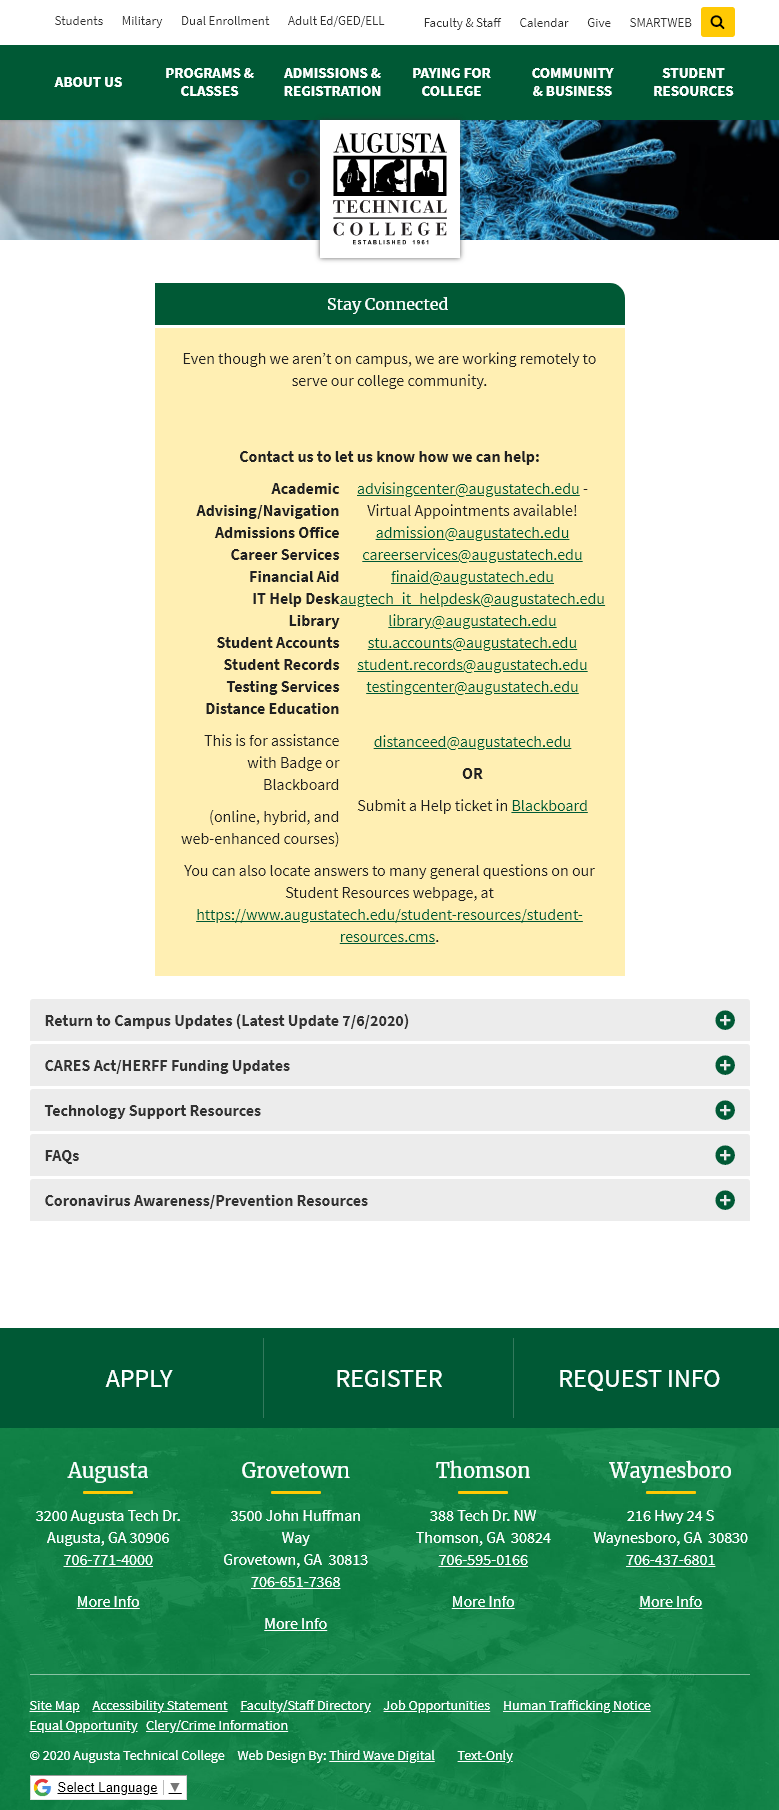 Students Military Dual Enrollment Adult Ed/GED/ELL Faculty & Staff Calendar Give SMARTWEB
ABOUT US
PROGRAMS &
CLASSES
ADMISSIONS &
REGISTRATION
PAYING FOR
COLLEGE
COMMUNITY
& BUSINESS
STUDENT
RESOURCES
AUGUSTA
TECHNICAL
COLLEGE
ESTABLISHED 1961
Stay Connected
Even though we aren’t on campus, we are working remotely to
serve our college community.
Contact us to let us know how we can help:
Academic advisingcenter@augustatech.edu -
Advising/Navigation Virtual Appointments available!
Admissions Office admission@augustatech.edu
Career Services careerservices@augustatech.edu
Financial Aid finaid@augustatech.edu
IT Help Desk augtech_it_helpdesk@augustatech.edu
Library library@augustatech.edu
Student Accounts stu.accounts@augustatech.edu
Student Records student.records@augustatech.edu
Testing Services testingcenter@augustatech.edu
Distance Education
This is for assistance
with Badge or
Blackboard
(online, hybrid, and
web-enhanced courses)
distanceed@augustatech.edu
OR
Submit a Help ticket in Blackboard
You can also locate answers to many general questions on our
Student Resources webpage, at
https://www.augustatech.edu/student-resources/student-
resources.cms.
Return to Campus Updates (Latest Update 7/6/2020)
CARES Act/HERFF Funding Updates
Technology Support Resources
FAQs
Coronavirus Awareness/Prevention Resources
APPLY REGISTER REQUEST INFO
Augusta
3200 Augusta Tech Dr.
Augusta, GA 30906
706-771-4000
More Info
Grovetown
3500 John Huffman
Way
Grovetown, GA 30813
706-651-7368
More Info
Thomson
388 Tech Dr. NW
Thomson, GA 30824
706-595-0166
More Info
Waynesboro
216 Hwy 24 S
Waynesboro, GA 30830
706-437-6801
More Info
Site Map Accessibility Statement Faculty/Staff Directory Job Opportunities Human Trafficking Notice
Equal Opportunity Clery/Crime Information
© 2020 Augusta Technical College Web Design By: Third Wave Digital Text-Only
G Select Language ▼